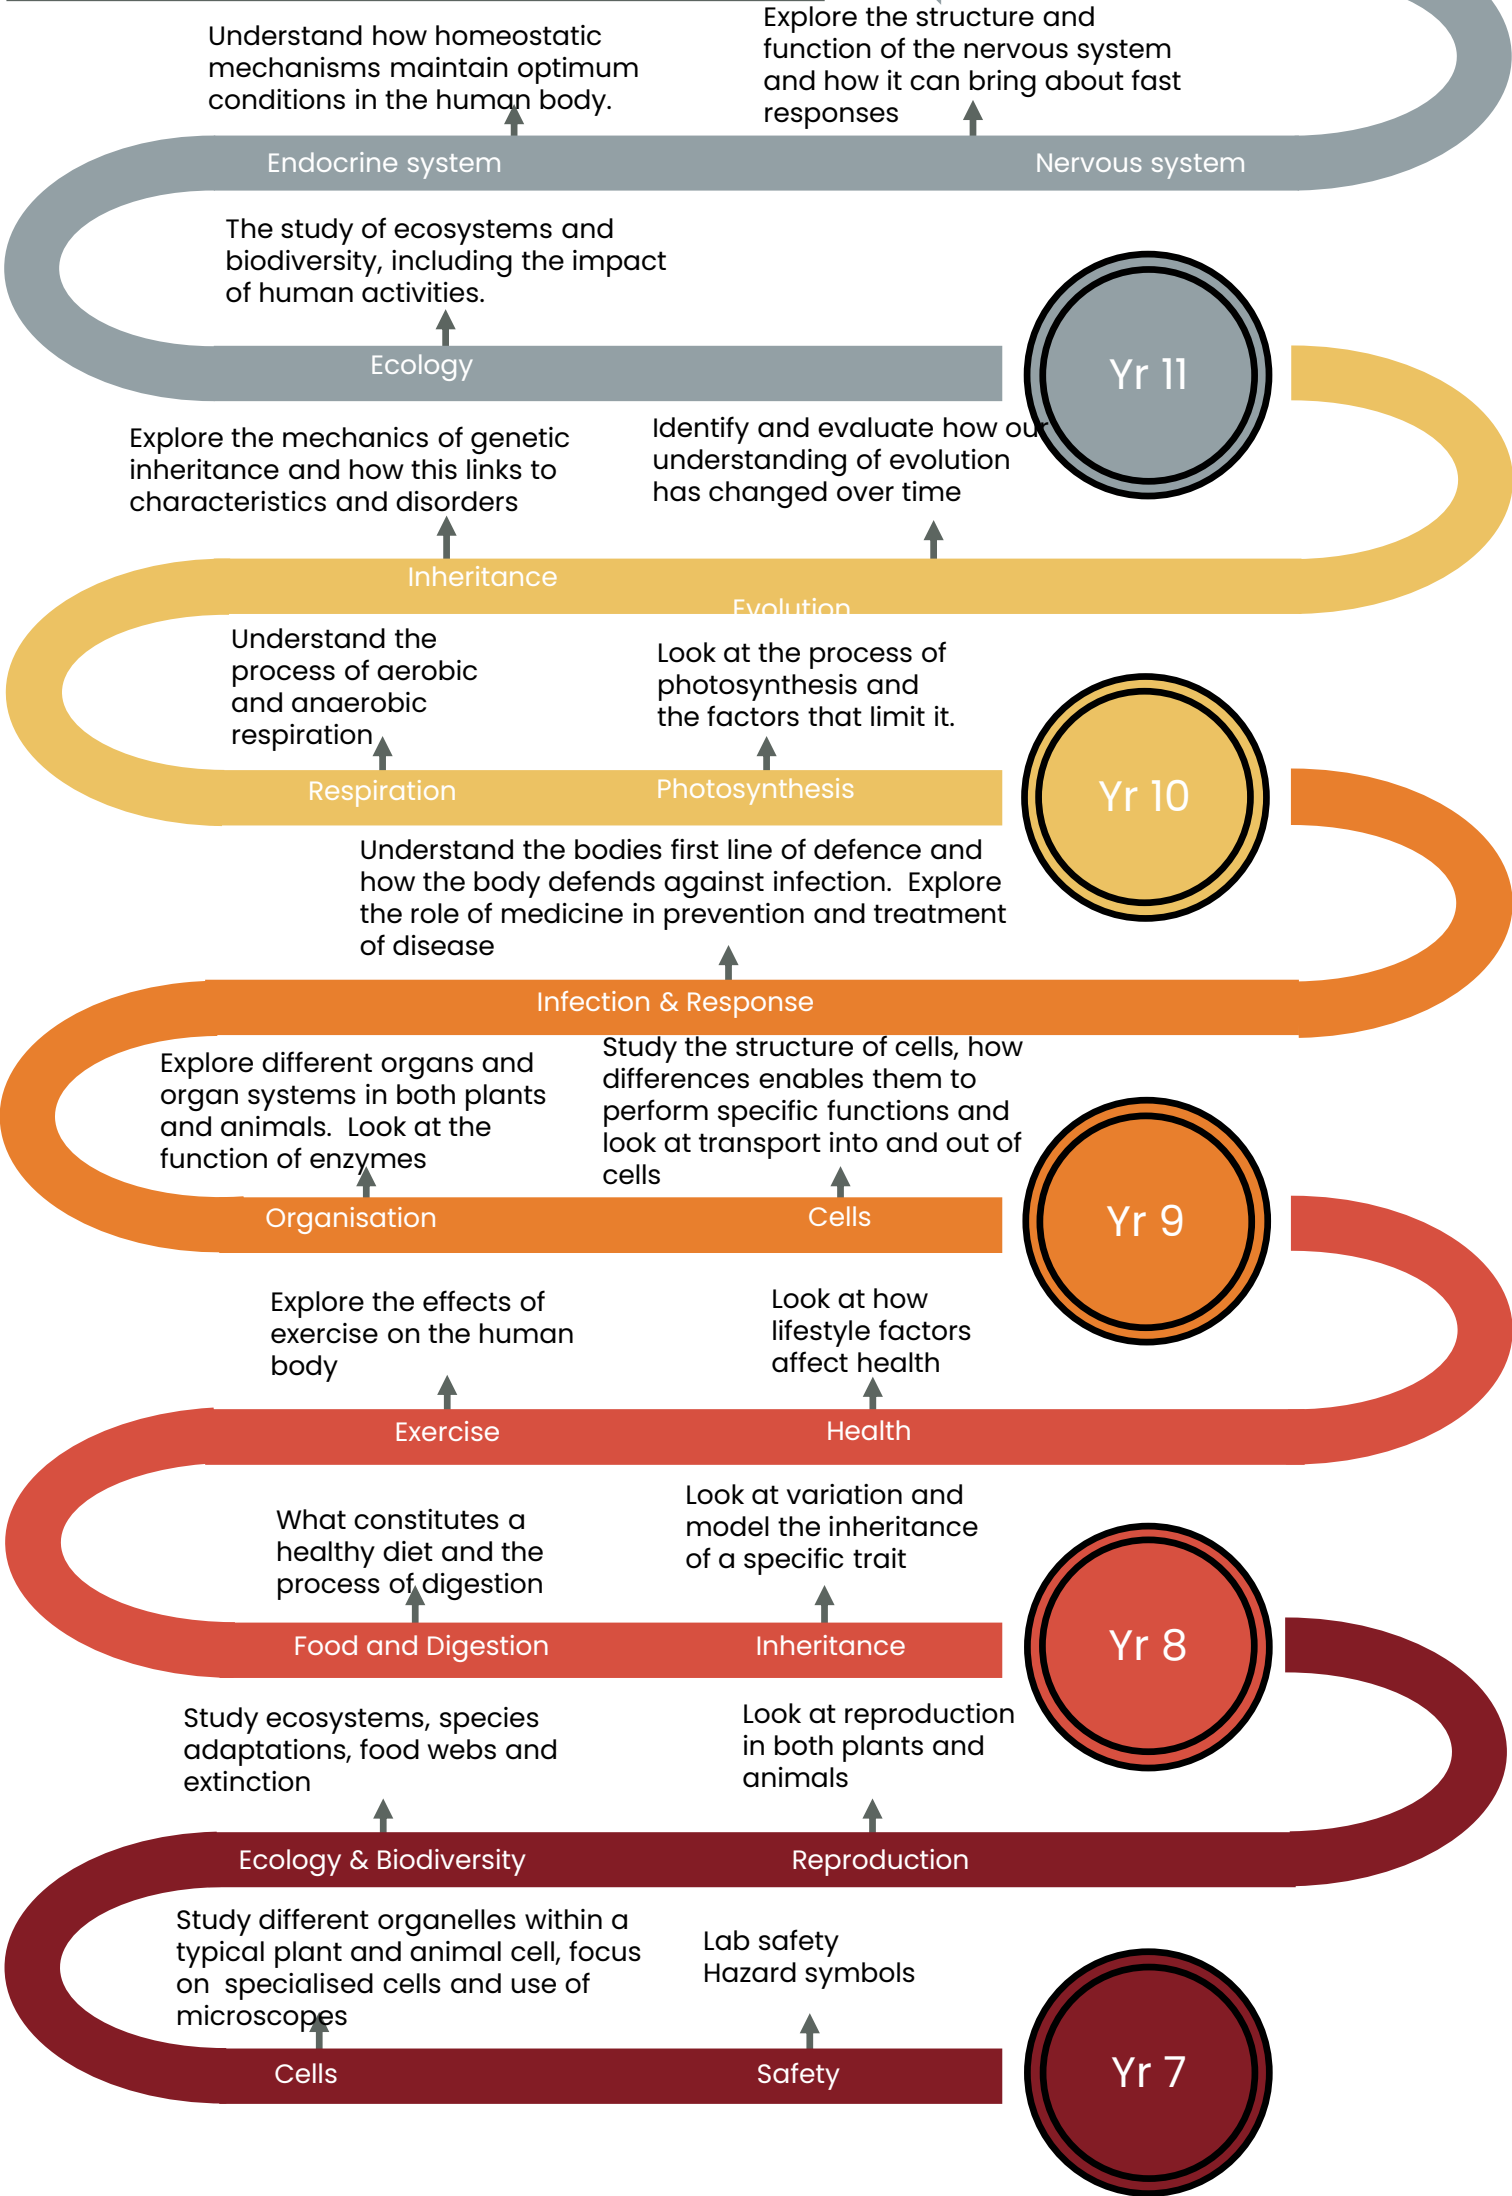 Understand how homeostatic
mechanisms maintain optimum
conditions in the human body.
Explore the structure and
function of the nervous system
and how it can bring about fast
responses
Endocrine system
Nervous system
The study of ecosystems and
biodiversity, including the impact
of human activities.
Ecology
Yr 11
Explore the mechanics of genetic
inheritance and how this links to
characteristics and disorders
Identify and evaluate how our
understanding of evolution
has changed over time
Inheritance
Evolution
Understand the
process of aerobic
and anaerobic
respiration
Look at the process of
photosynthesis and
the factors that limit it.
Respiration
Photosynthesis
Yr 10
Understand the bodies first line of defence and
how the body defends against infection.  Explore
the role of medicine in prevention and treatment
of disease
Infection & Response
Explore different organs and
organ systems in both plants
and animals.  Look at the
function of enzymes
Study the structure of cells, how
differences enables them to
perform specific functions and
look at transport into and out of
cells
Organisation
Cells
Yr 9
Explore the effects of
exercise on the human
body
Look at how
lifestyle factors
affect health
Exercise
Health
What constitutes a
healthy diet and the
process of digestion
Look at variation and
model the inheritance
of a specific trait
Food and Digestion
Inheritance
Yr 8
Study ecosystems, species
adaptations, food webs and
extinction
Look at reproduction
in both plants and
animals
Ecology & Biodiversity
Reproduction
Study different organelles within a
typical plant and animal cell, focus
on  specialised cells and use of
microscopes
Lab safety
Hazard symbols
Cells
Safety
Yr 7